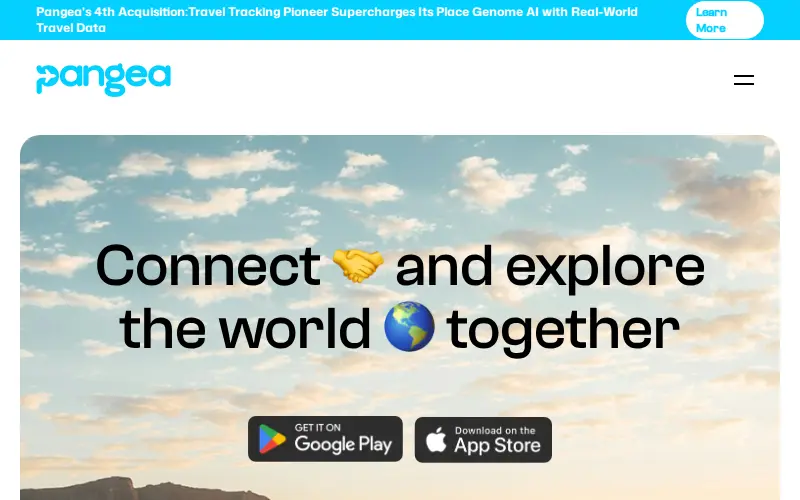 Pangea's 4th Acquisition:Travel Tracking Pioneer Supercharges Its Place Genome AI with Real-World
Travel Data
Learn
More
pangea
Connect 🤝 and explore
the world 🌎 together
GET IT ON
Google Play
Download on the
App Store